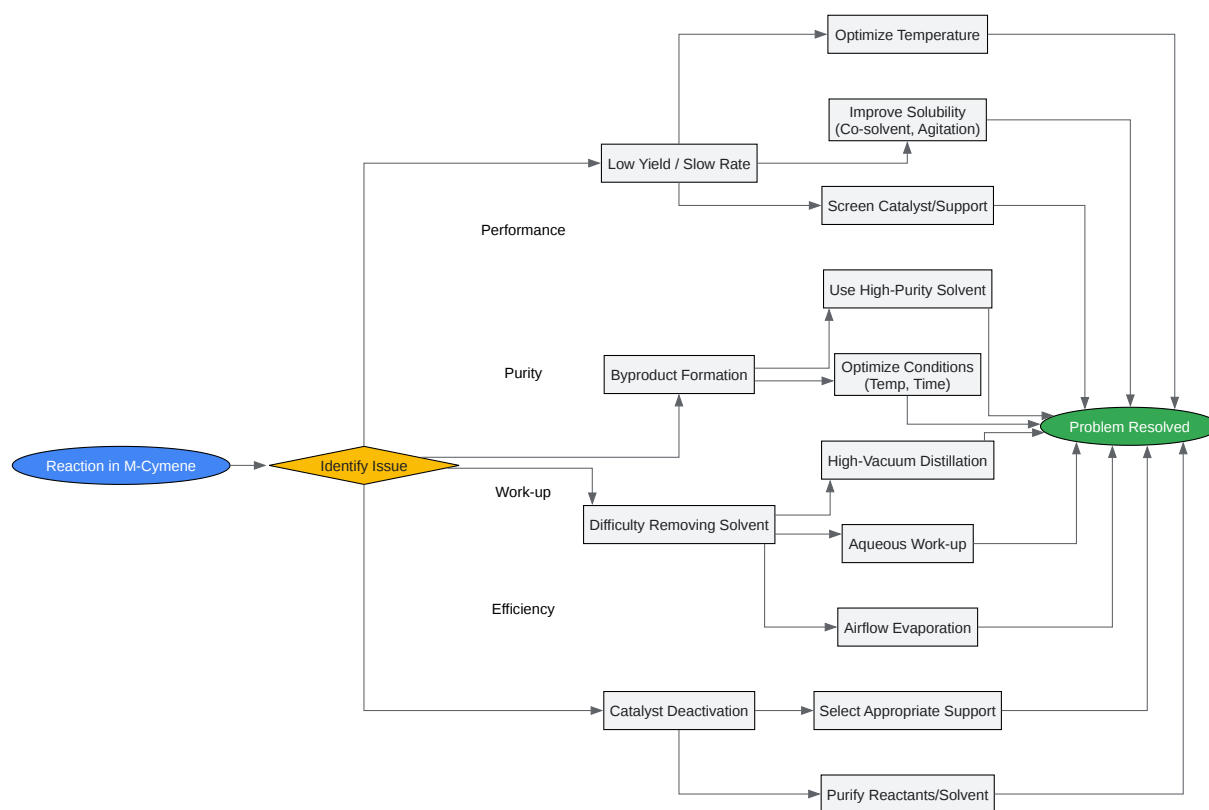 Optimize Temperature
Improve Solubility
(Co-solvent, Agitation)
Low Yield / Slow Rate
Screen Catalyst/Support
Performance
Use High-Purity Solvent
Purity
Byproduct Formation
Optimize Conditions
(Temp, Time)
Problem Resolved
Reaction in M-Cymene
Identify Issue
High-Vacuum Distillation
Work-up
Difficulty Removing Solvent
Aqueous Work-up
Efficiency
Airflow Evaporation
Catalyst Deactivation
Select Appropriate Support
Purify Reactants/Solvent